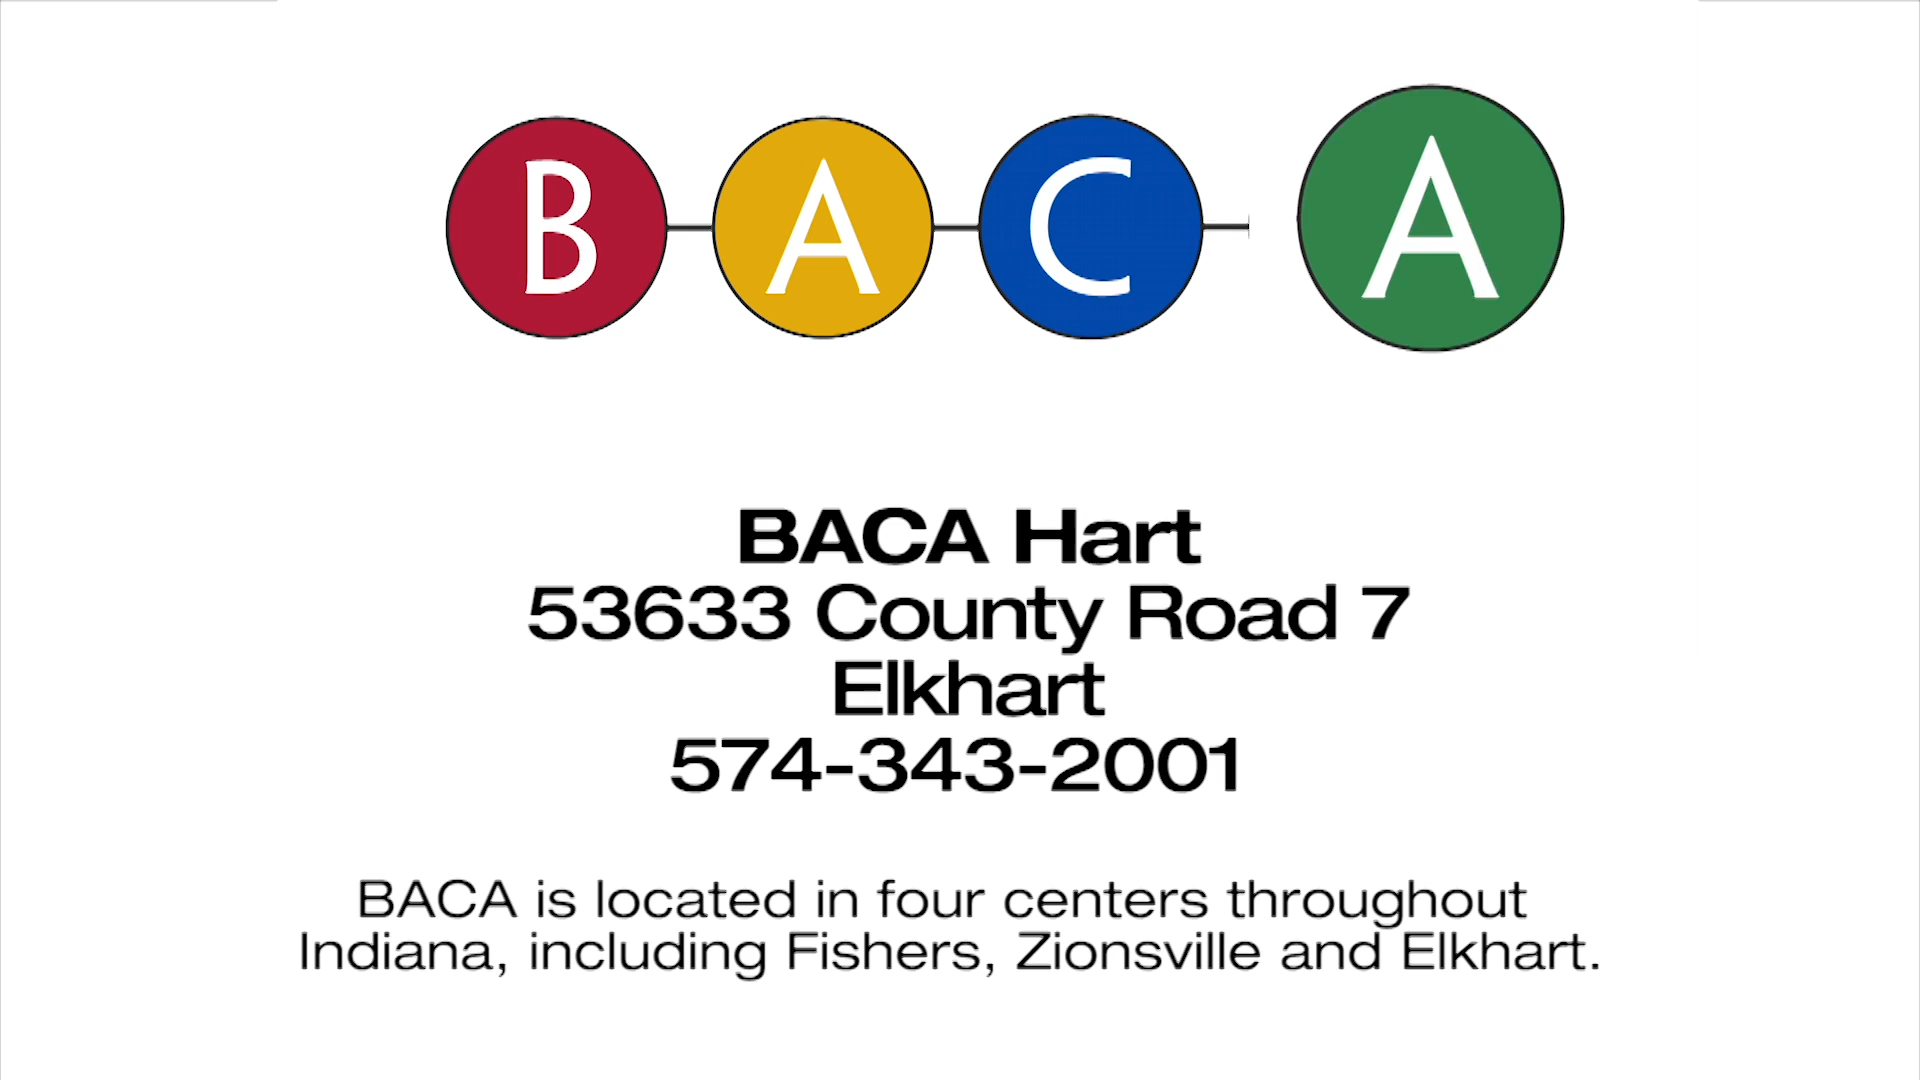 BACA
BACA Hart
53633 County Road 7
Elkhart
574-343-2001
BACA is located in four centers throughout
Indiana, including Fishers, Zionsville and Elkhart.